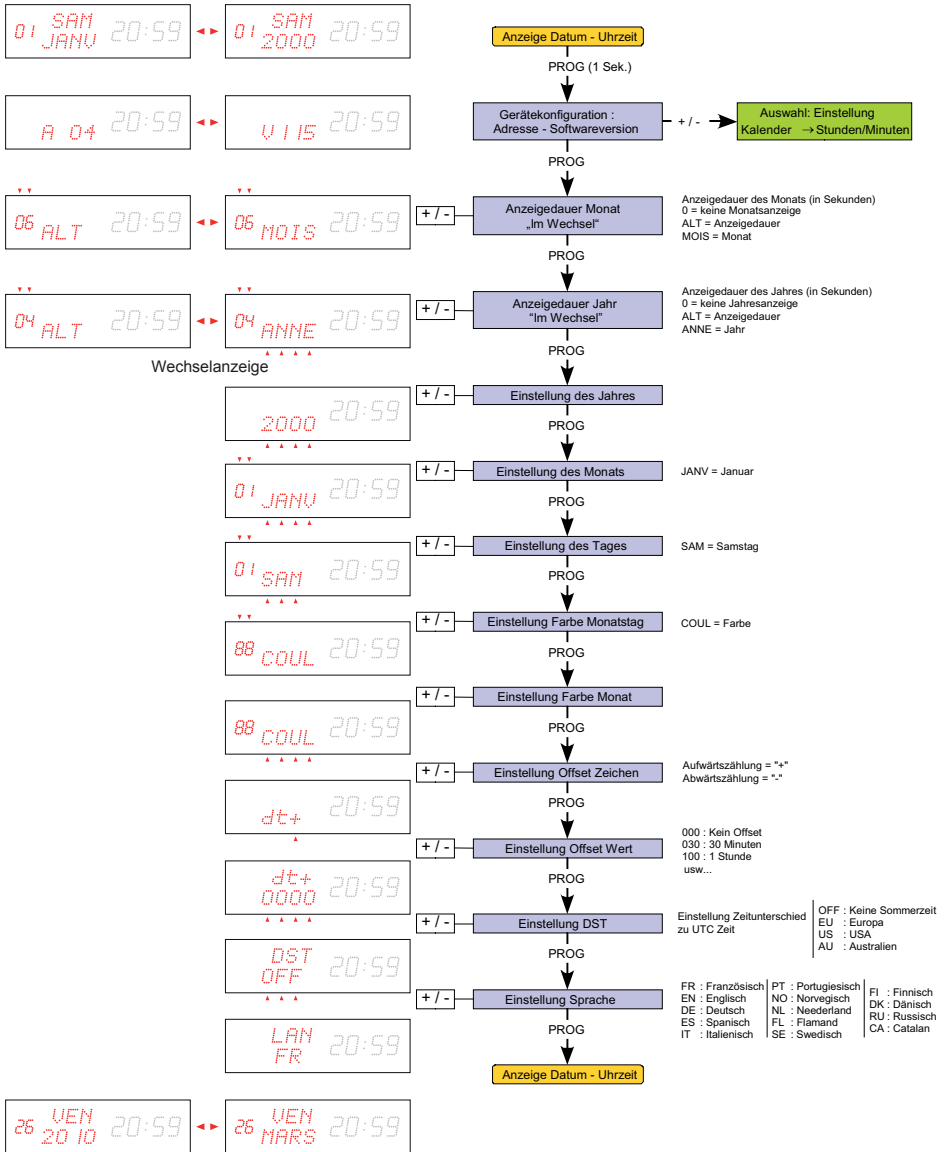 01 SAM JANV 20:59
01 SAM 2000 20:59
Anzeige Datum - Uhrzeit
PROG (1 Sek.)
A 04 20:59
V115 20:59
Gerätekonfiguration :
Adresse - Softwareversion
+ / -
Auswahl: Einstellung
Kalender → Stunden/Minuten
PROG
06 ALT 20:59
06 MOIS 20:59
+ / -
Anzeigedauer Monat
„Im Wechsel“
Anzeigedauer des Monats (in Sekunden)
0 = keine Monatsanzeige
ALT = Anzeigedauer
MOIS = Monat
PROG
04 ALT 20:59
04 ANNE 20:59
+ / -
Anzeigedauer Jahr
"Im Wechsel"
Anzeigedauer des Jahres (in Sekunden)
0 = keine Jahresanzeige
ALT = Anzeigedauer
ANNE = Jahr
Wechselanzeige
PROG
2000 20:59
+ / -
Einstellung des Jahres
PROG
01 JANV 20:59
+ / -
Einstellung des Monats
JANV = Januar
PROG
01 SAM 20:59
+ / -
Einstellung des Tages
SAM = Samstag
PROG
88 COUL 20:59
+ / -
Einstellung Farbe Monatstag
COUL = Farbe
PROG
88 COUL 20:59
+ / -
Einstellung Farbe Monat
PROG
dt+ 20:59
+ / -
Einstellung Offset Zeichen
Aufwärtszählung = "+"
Abwärtszählung = "-"
PROG
dt+ 0000 20:59
+ / -
Einstellung Offset Wert
000 : Kein Offset
030 : 30 Minuten
100 : 1 Stunde
usw...
PROG
DST OFF 20:59
+ / -
Einstellung DST
Einstellung Zeitunterschied
zu UTC Zeit
OFF : Keine Sommerzeit
EU : Europa
US : USA
AU : Australien
PROG
LAN FR 20:59
+ / -
Einstellung Sprache
FR : Französisch
EN : Englisch
DE : Deutsch
ES : Spanisch
IT : Italienisch
PT : Portugiesisch
NO : Norvegisch
NL : Neederland
FL : Flamand
SE : Swedisch
FI : Finnisch
DK : Dänisch
RU : Russisch
CA : Catalan
PROG
Anzeige Datum - Uhrzeit
26 VEN 2010 20:59
26 VEN MARS 20:59